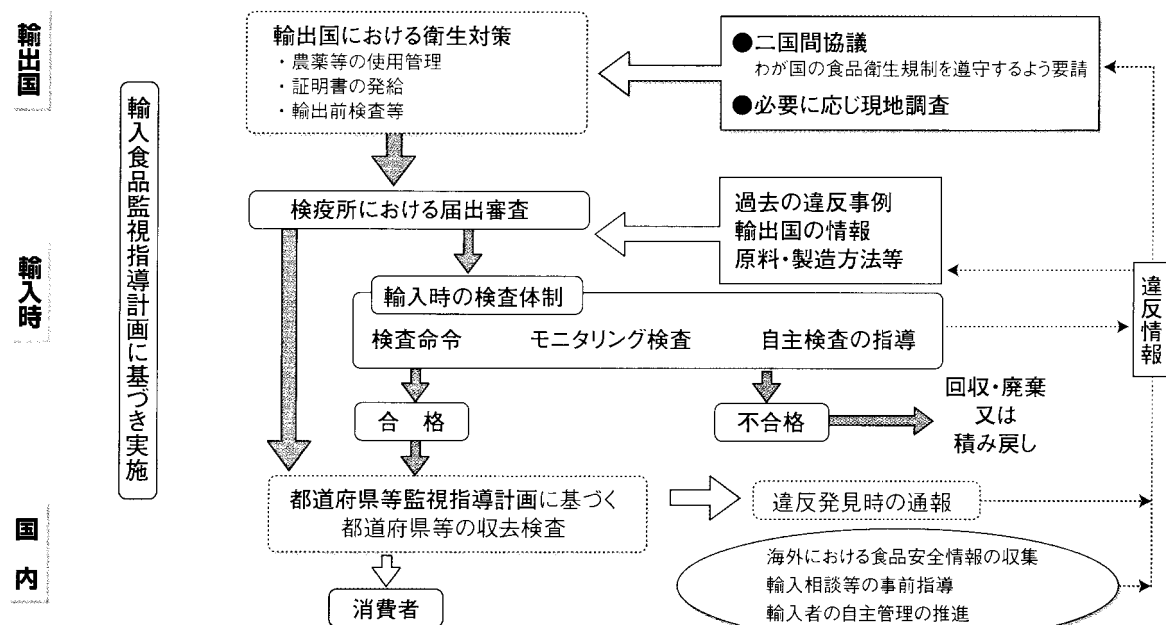 輸出国
輸入食品監視指導計画に基づき実施
輸出国における衛生対策
・農薬等の使用管理
・証明書の発給
・輸出前検査等
●二国間協議
わが国の食品衛生規制を遵守するよう要請
●必要に応じ現地調査
輸入時
検疫所における届出審査
過去の違反事例
輸出国の情報
原料・製造方法等
輸入時の検査体制
検査命令 モニタリング検査 自主検査の指導
違反情報
合 格
不合格
回収・廃棄
又は
積み戻し
国内
都道府県等監視指導計画に基づく
都道府県等の収去検査
違反発見時の通報
海外における食品安全情報の収集
輸入相談等の事前指導
輸入者の自主管理の推進
消費者